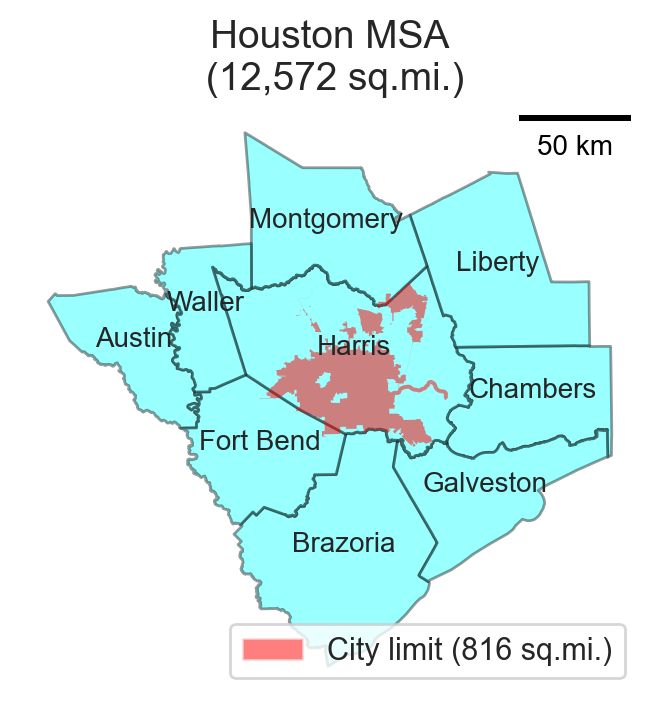 Houston MSA
(12,572 sq.mi.)
50 km
Montgomery
Liberty
Waller
Austin
Harris
Chambers
Fort Bend
Galveston
Brazoria
City limit (816 sq.mi.)